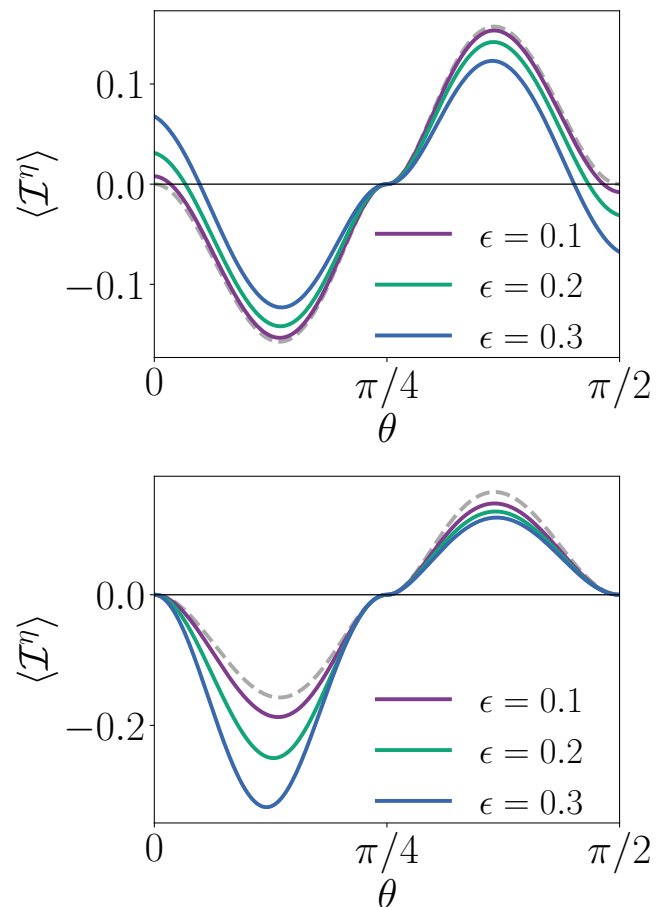 ⟨ℐ^η⟩
0.1
0.0
−0.1
ϵ = 0.1
ϵ = 0.2
ϵ = 0.3
0 π/4 π/2
θ
⟨ℐ^η⟩
0.0
−0.2
ϵ = 0.1
ϵ = 0.2
ϵ = 0.3
0 π/4 π/2
θ